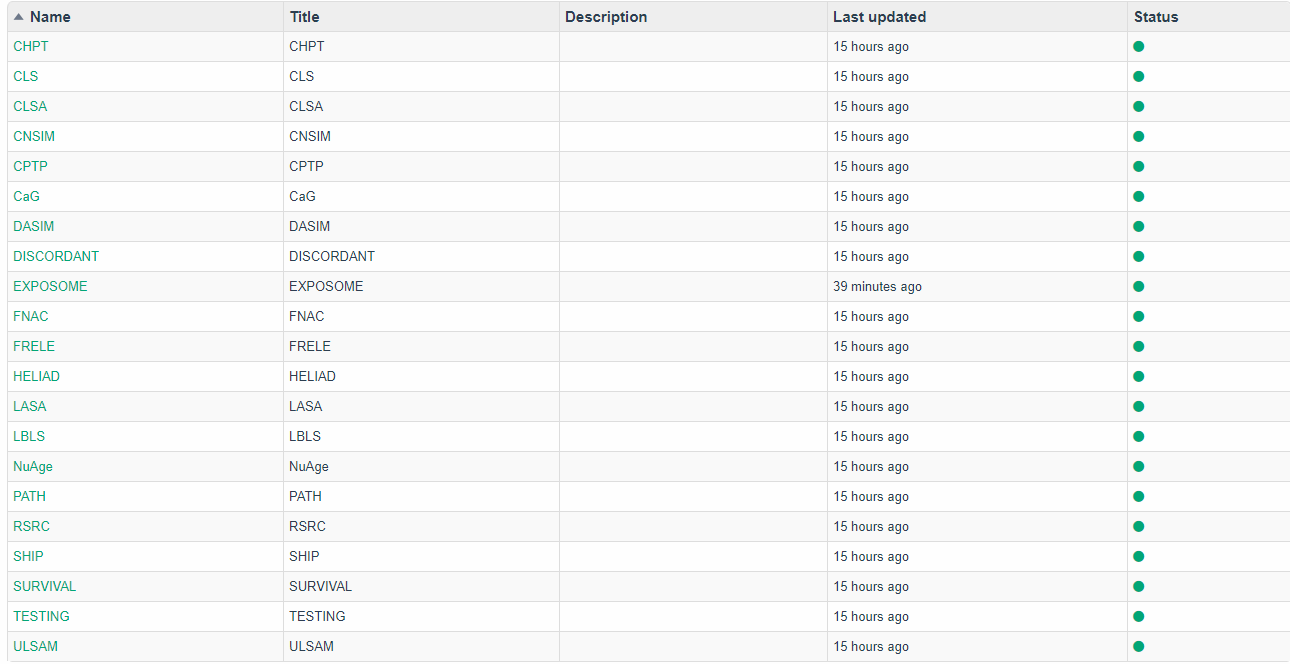 Name Title Description Last updated Status
CHPT CHPT 15 hours ago
CLS CLS 15 hours ago
CLSA CLSA 15 hours ago
CNSIM CNSIM 15 hours ago
CPTP CPTP 15 hours ago
CaG CaG 15 hours ago
DASIM DASIM 15 hours ago
DISCORDANT DISCORDANT 15 hours ago
EXPOSOME EXPOSOME 39 minutes ago
FNAC FNAC 15 hours ago
FRELE FRELE 15 hours ago
HELIAD HELIAD 15 hours ago
LASA LASA 15 hours ago
LBLS LBLS 15 hours ago
NuAge NuAge 15 hours ago
PATH PATH 15 hours ago
RSRC RSRC 15 hours ago
SHIP SHIP 15 hours ago
SURVIVAL SURVIVAL 15 hours ago
TESTING TESTING 15 hours ago
ULSAM ULSAM 15 hours ago